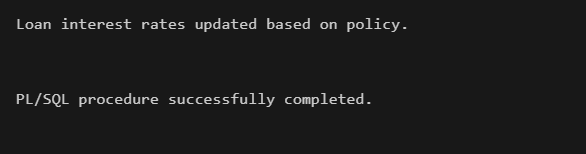 Loan interest rates updated based on policy.
PL/SQL procedure successfully completed.